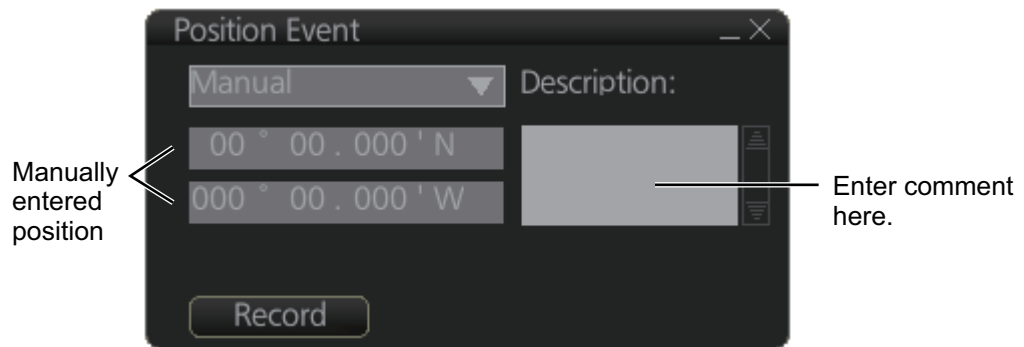 Position Event
Manual
Description:
00 ° 00 . 000 ' N
000 ° 00 . 000 ' W
Manually
entered
position
Enter comment
here.
Record